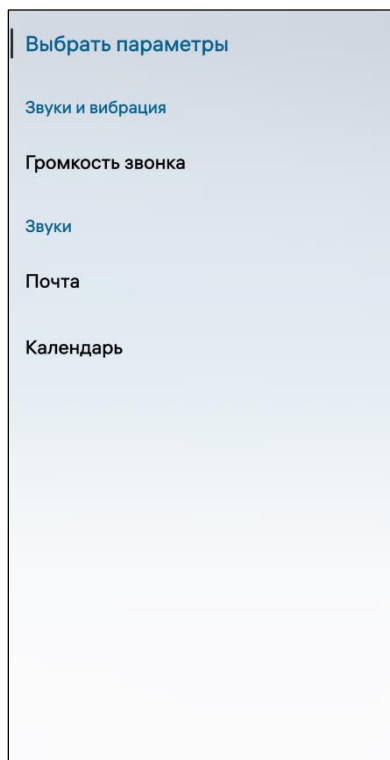 Выбрать параметры
Звуки и вибрация
Громкость звонка
Звуки
Почта
Календарь